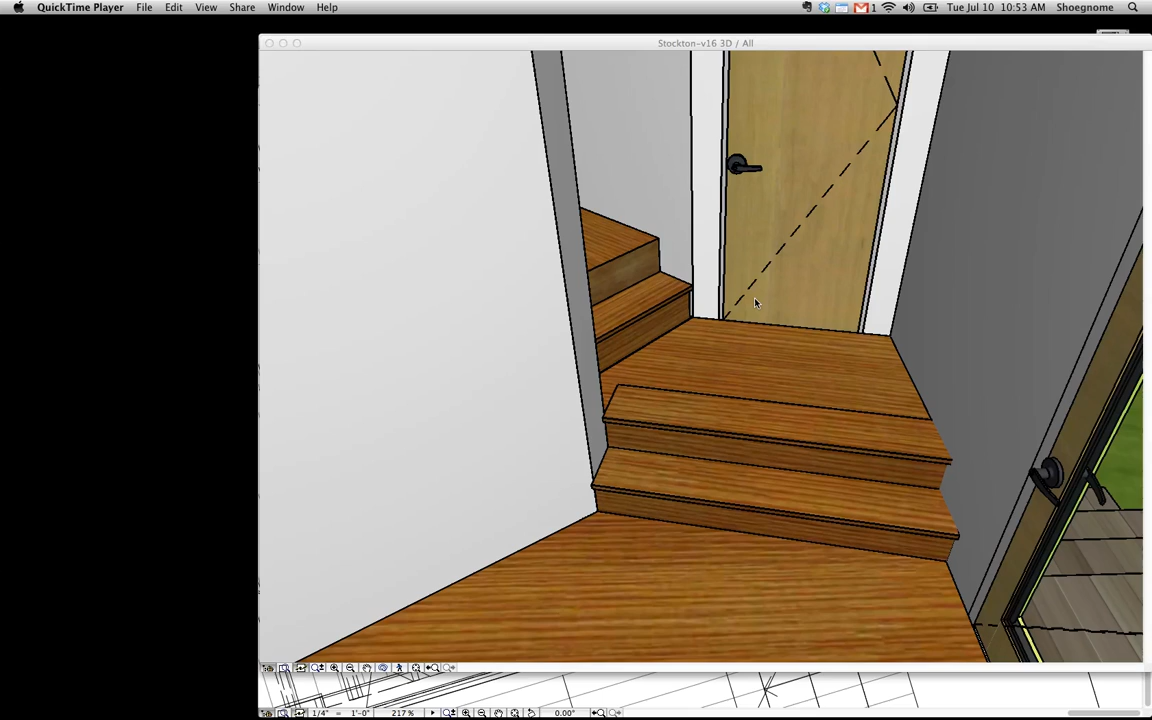 QuickTime Player File Edit View Share Window Help 1 Tue Jul 10 10:53 AM Shoegnome
Stockton-v16 3D / All
1/4" = 1'-0" 217% 0.00°